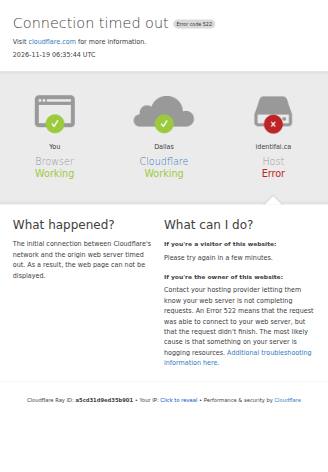 Connection timed out Error code 522
Visit cloudflare.com for more information.
2026-11-19 06:35:44 UTC
You
Browser
Working
Dallas
Cloudflare
Working
identifai.ca
Host
Error
What happened?
The initial connection between Cloudflare's
network and the origin web server timed
out. As a result, the web page can not be
displayed.
What can I do?
If you're a visitor of this website:
Please try again in a few minutes.
If you're the owner of this website:
Contact your hosting provider letting them
know your web server is not completing
requests. An Error 522 means that the request
was able to connect to your web server, but
that the request didn't finish. The most likely
cause is that something on your server is
hogging resources. Additional troubleshooting
information here.
Cloudflare Ray ID: a5cd31d9ed35b901 • Your IP: Click to reveal • Performance & security by Cloudflare